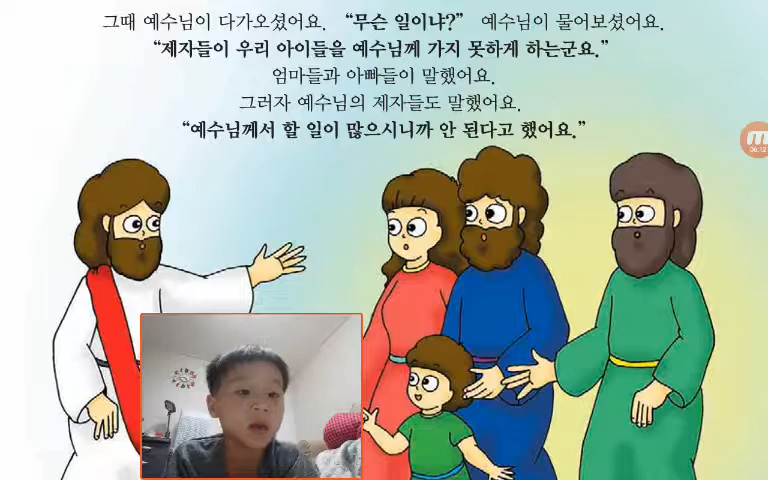 그때 예수님이 다가오셨어요. “무슨 일이냐?” 예수님이 물어보셨어요.
“제자들이 우리 아이들을 예수님께 가지 못하게 하는군요.”
엄마들과 아빠들이 말했어요.
그러자 예수님의 제자들도 말했어요.
“예수님께서 할 일이 많으시니까 안 된다고 했어요.”
06:12